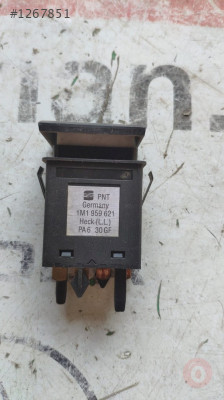 #1267851
PNT
Germany
1M1 959 621
Heck (L.L.)
PA6 30GF